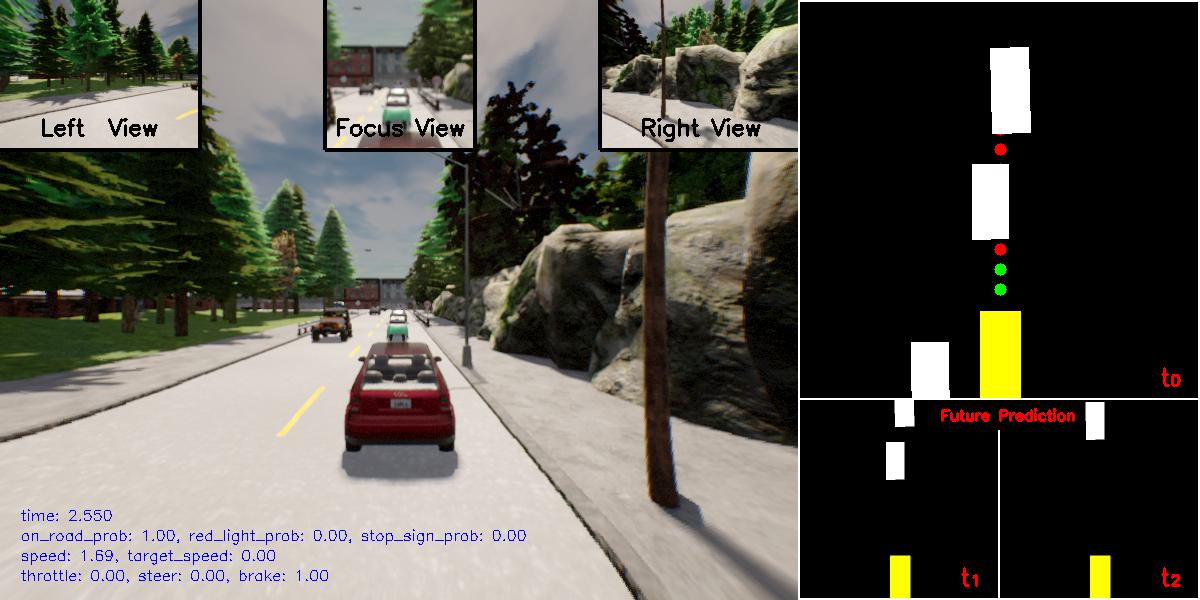 Left View
Focus View
Right View
t0
Future Prediction
t1
t2
time: 2.550
on_road_prob: 1.00, red_light_prob: 0.00, stop_sign_prob: 0.00
speed: 1.69, target_speed: 0.00
throttle: 0.00, steer: 0.00, brake: 1.00